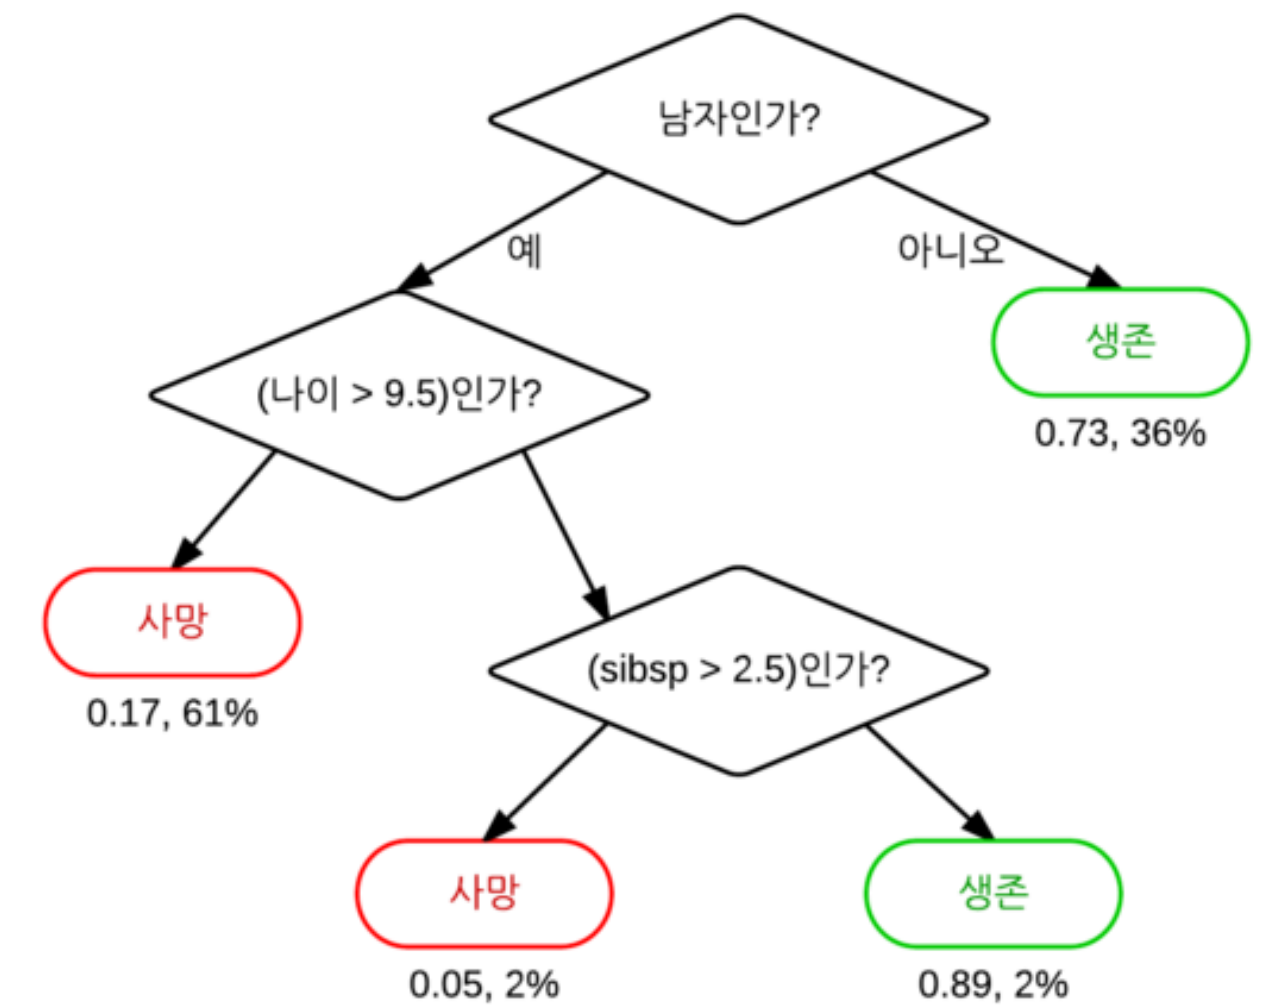 남자인가?
예
아니오
(나이 > 9.5)인가?
생존
0.73, 36%
사망
0.17, 61%
(sibsp > 2.5)인가?
사망
0.05, 2%
생존
0.89, 2%